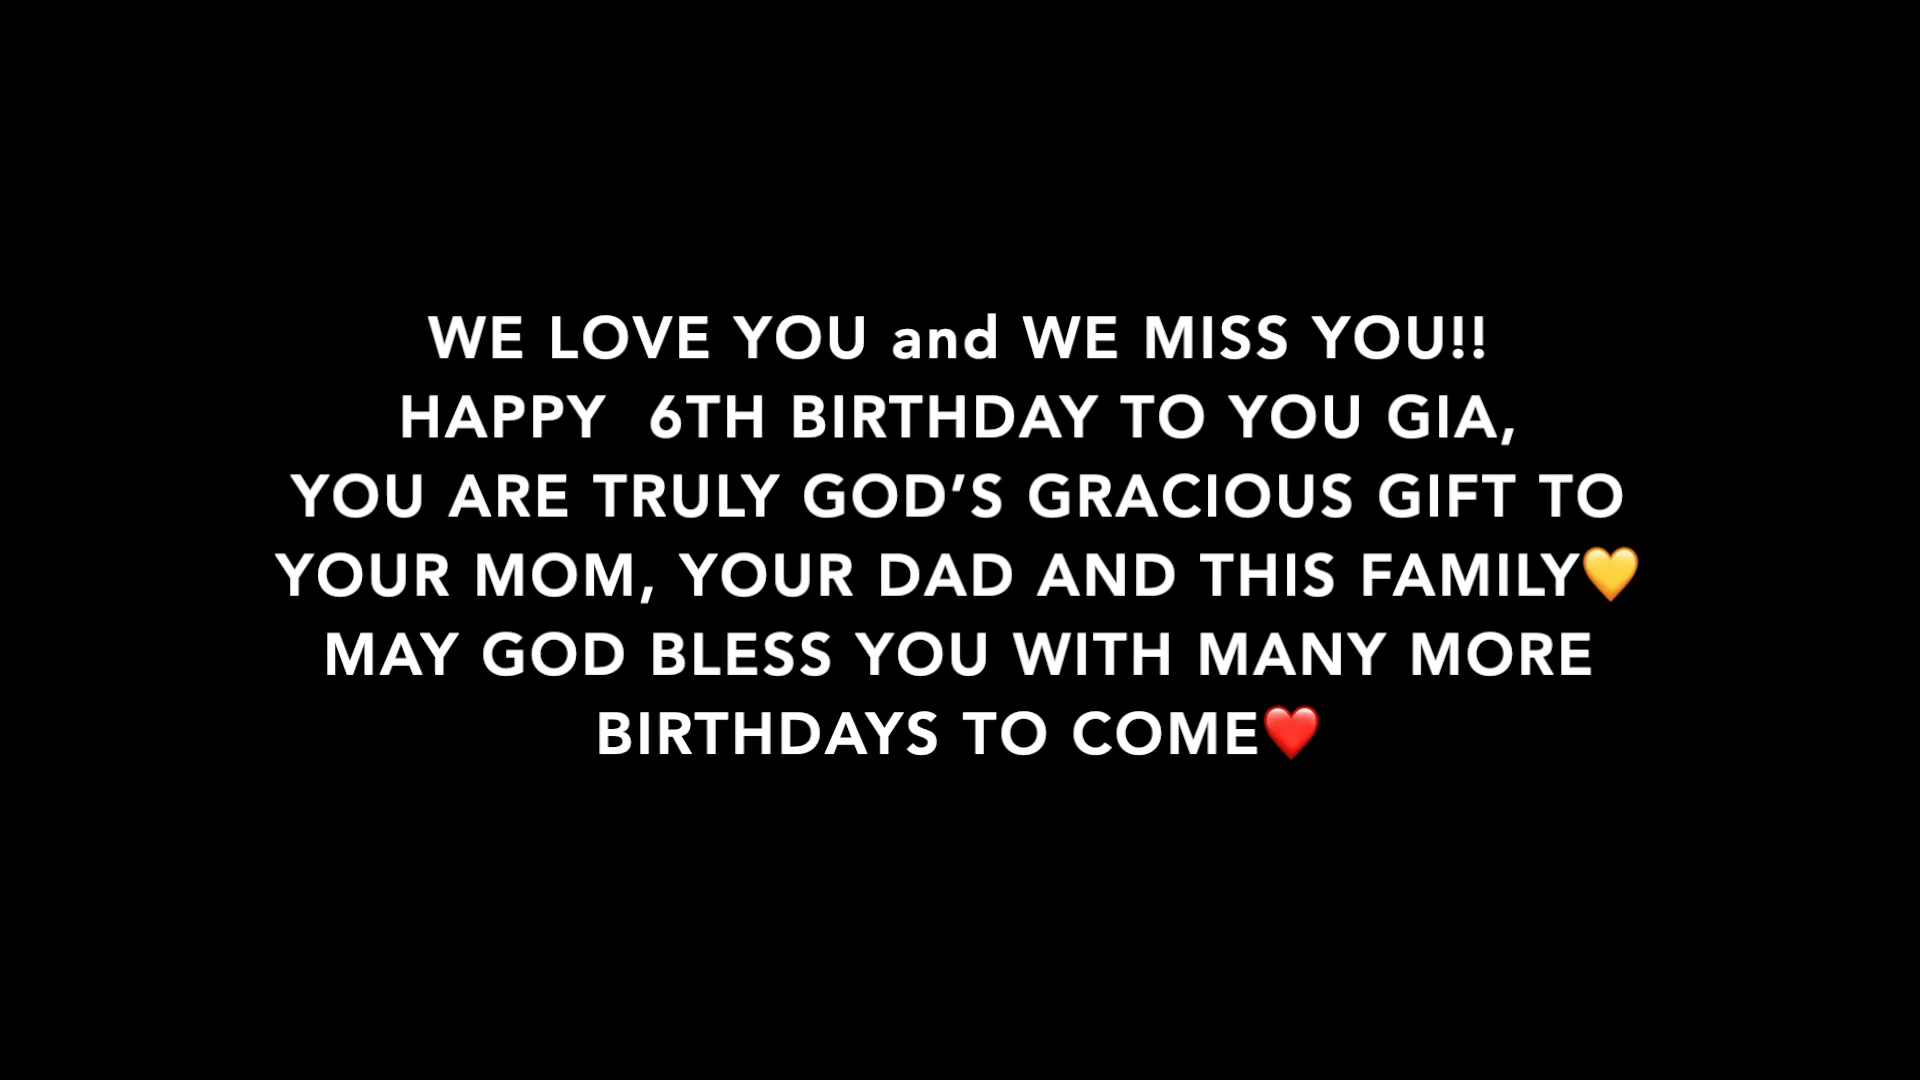 WE LOVE YOU and WE MISS YOU!!
HAPPY  6TH BIRTHDAY TO YOU GIA,
YOU ARE TRULY GOD’S GRACIOUS GIFT TO
YOUR MOM, YOUR DAD AND THIS FAMILY💛
MAY GOD BLESS YOU WITH MANY MORE
BIRTHDAYS TO COME❤️